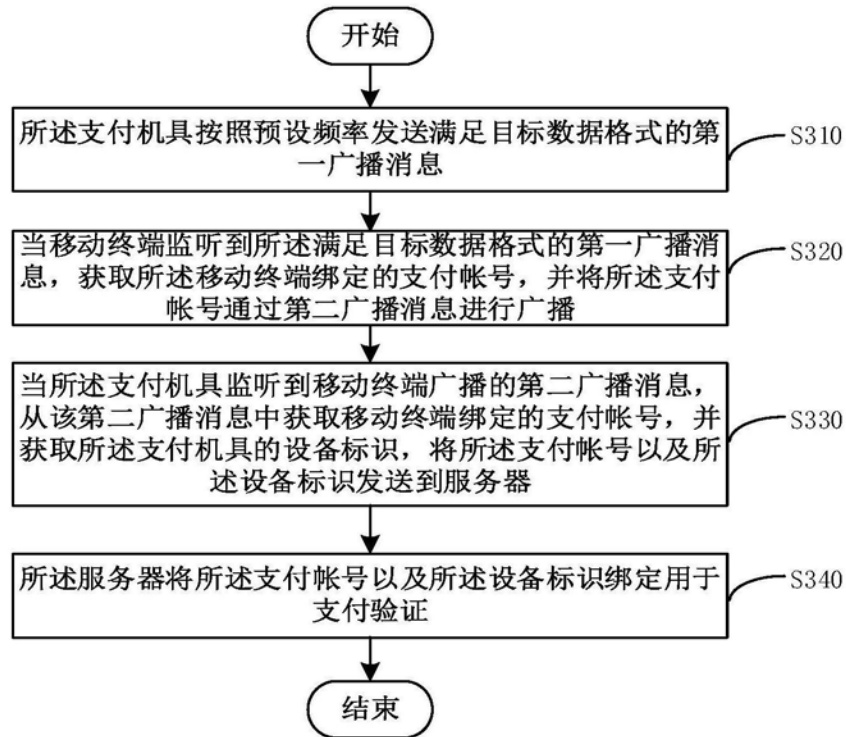 开始
所述支付机具按照预设频率发送满足目标数据格式的第
一广播消息
S310
当移动终端监听到所述满足目标数据格式的第一广播消
息，获取所述移动终端绑定的支付帐号，并将所述支付
帐号通过第二广播消息进行广播
S320
当所述支付机具监听到移动终端广播的第二广播消息，
从该第二广播消息中获取移动终端绑定的支付帐号，并
获取所述支付机具的设备标识，将所述支付帐号以及所
述设备标识发送到服务器
S330
所述服务器将所述支付帐号以及所述设备标识绑定用于
支付验证
S340
结束